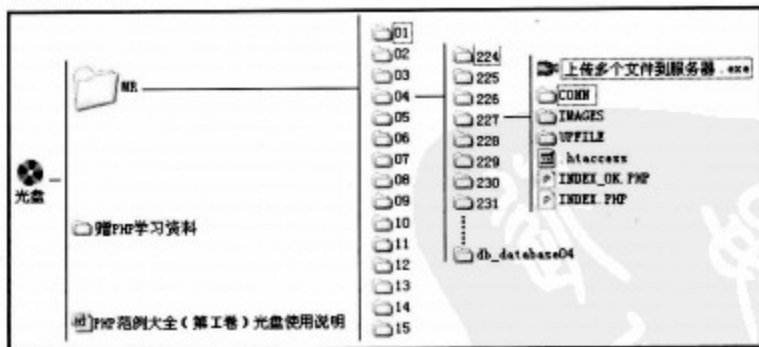 光盘
MR
赠PHP学习资料
PHP范例大全(第I卷)光盘使用说明
01
02
03
04
05
06
07
08
09
10
11
12
13
14
15
224
225
226
227
228
229
230
231
db_database04
上传多个文件到服务器.exe
CONN
IMAGES
UPFILE
.htaccess
INDEX_OK.PHP
INDEX.PHP